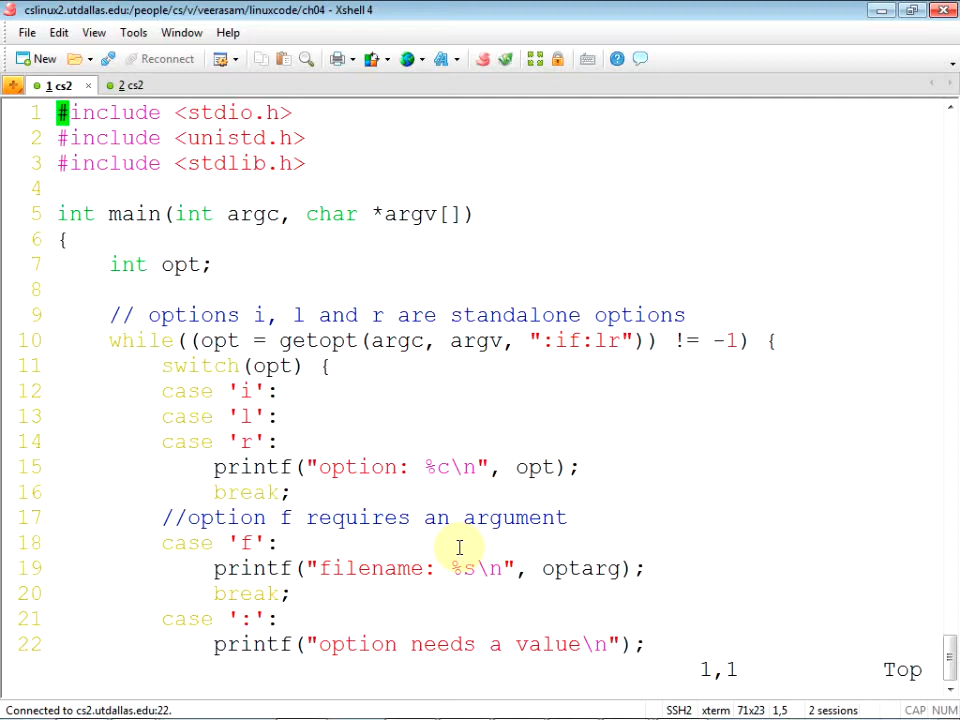 cslinux2.utdallas.edu:/people/cs/v/veerasam/linuxcode/ch04 - Xshell 4
File Edit View Tools Window Help
New Reconnect
1 cs2 × 2 cs2
1 #include <stdio.h>
2 #include <unistd.h>
3 #include <stdlib.h>
4
5 int main(int argc, char *argv[])
6 {
7     int opt;
8
9     // options i, l and r are standalone options
10     while((opt = getopt(argc, argv, ":if:lr")) != -1) {
11         switch(opt) {
12         case 'i':
13         case 'l':
14         case 'r':
15             printf("option: %c\n", opt);
16             break;
17         //option f requires an argument
18         case 'f':
19             printf("filename: %s\n", optarg);
20             break;
21         case ':':
22             printf("option needs a value\n");
1,1 Top
Connected to cs2.utdallas.edu:22. SSH2 xterm 71x23 1,5 2 sessions CAP NUM